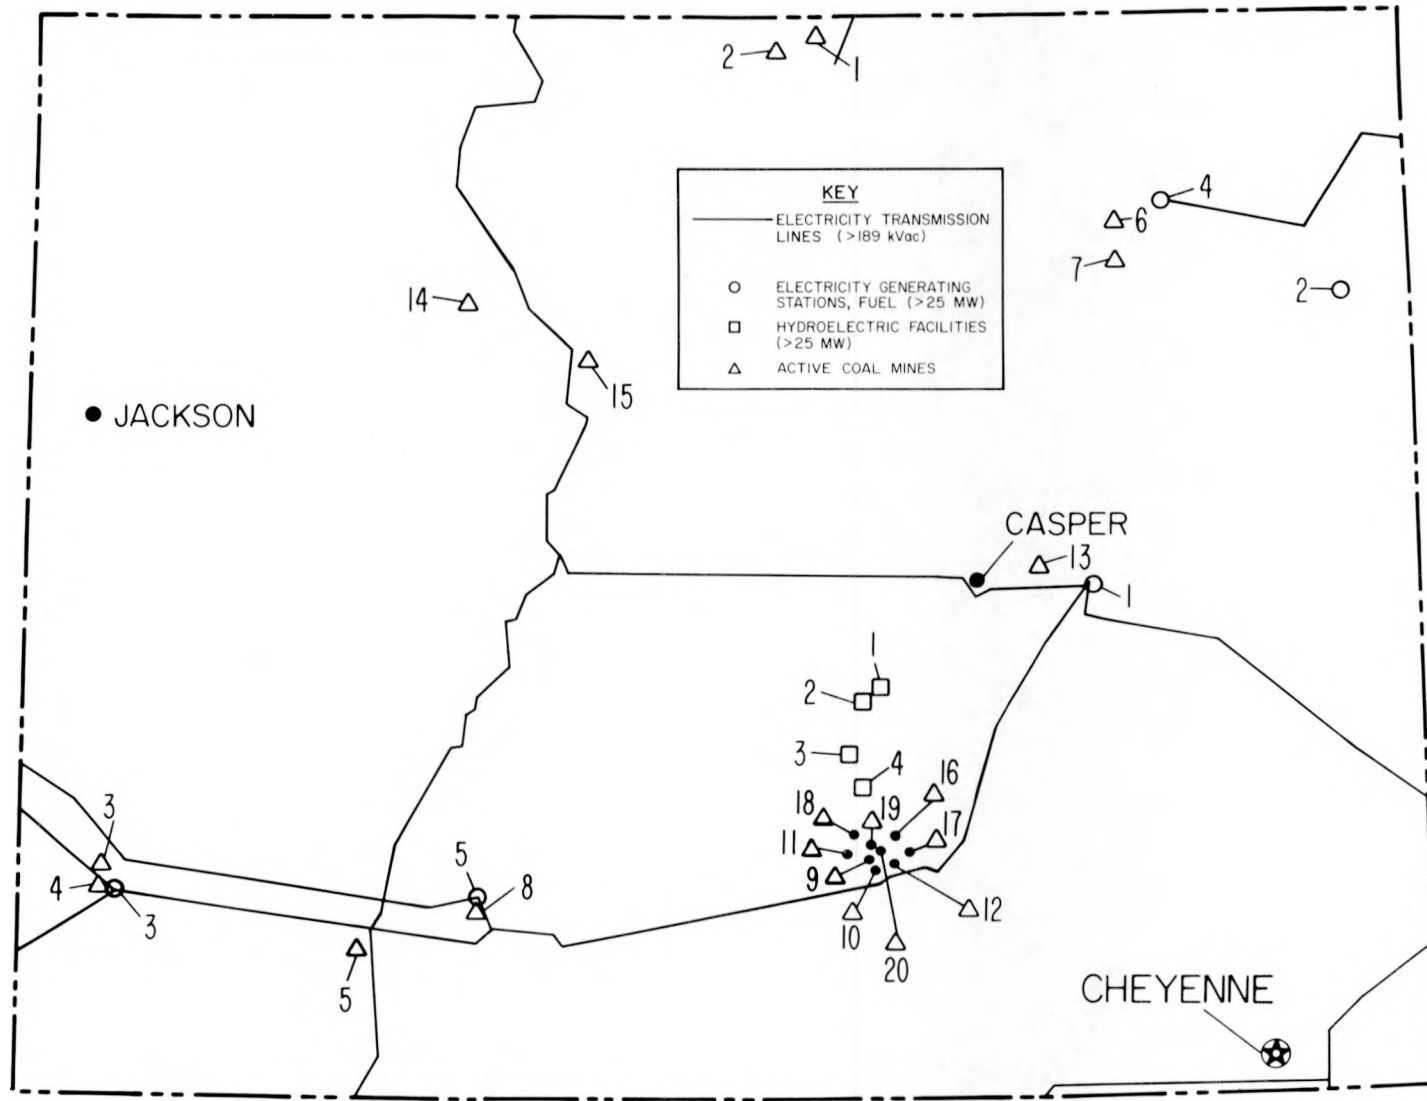 2
1
KEY
ELECTRICITY TRANSMISSION
LINES (>189 kVac)
ELECTRICITY GENERATING
STATIONS, FUEL (>25 MW)
HYDROELECTRIC FACILITIES
(>25 MW)
ACTIVE COAL MINES
4
6
7
2
14
15
JACKSON
CASPER
13
1
1
2
3
4
16
18
19
17
11
9
12
10
20
3
4
3
5
8
5
CHEYENNE